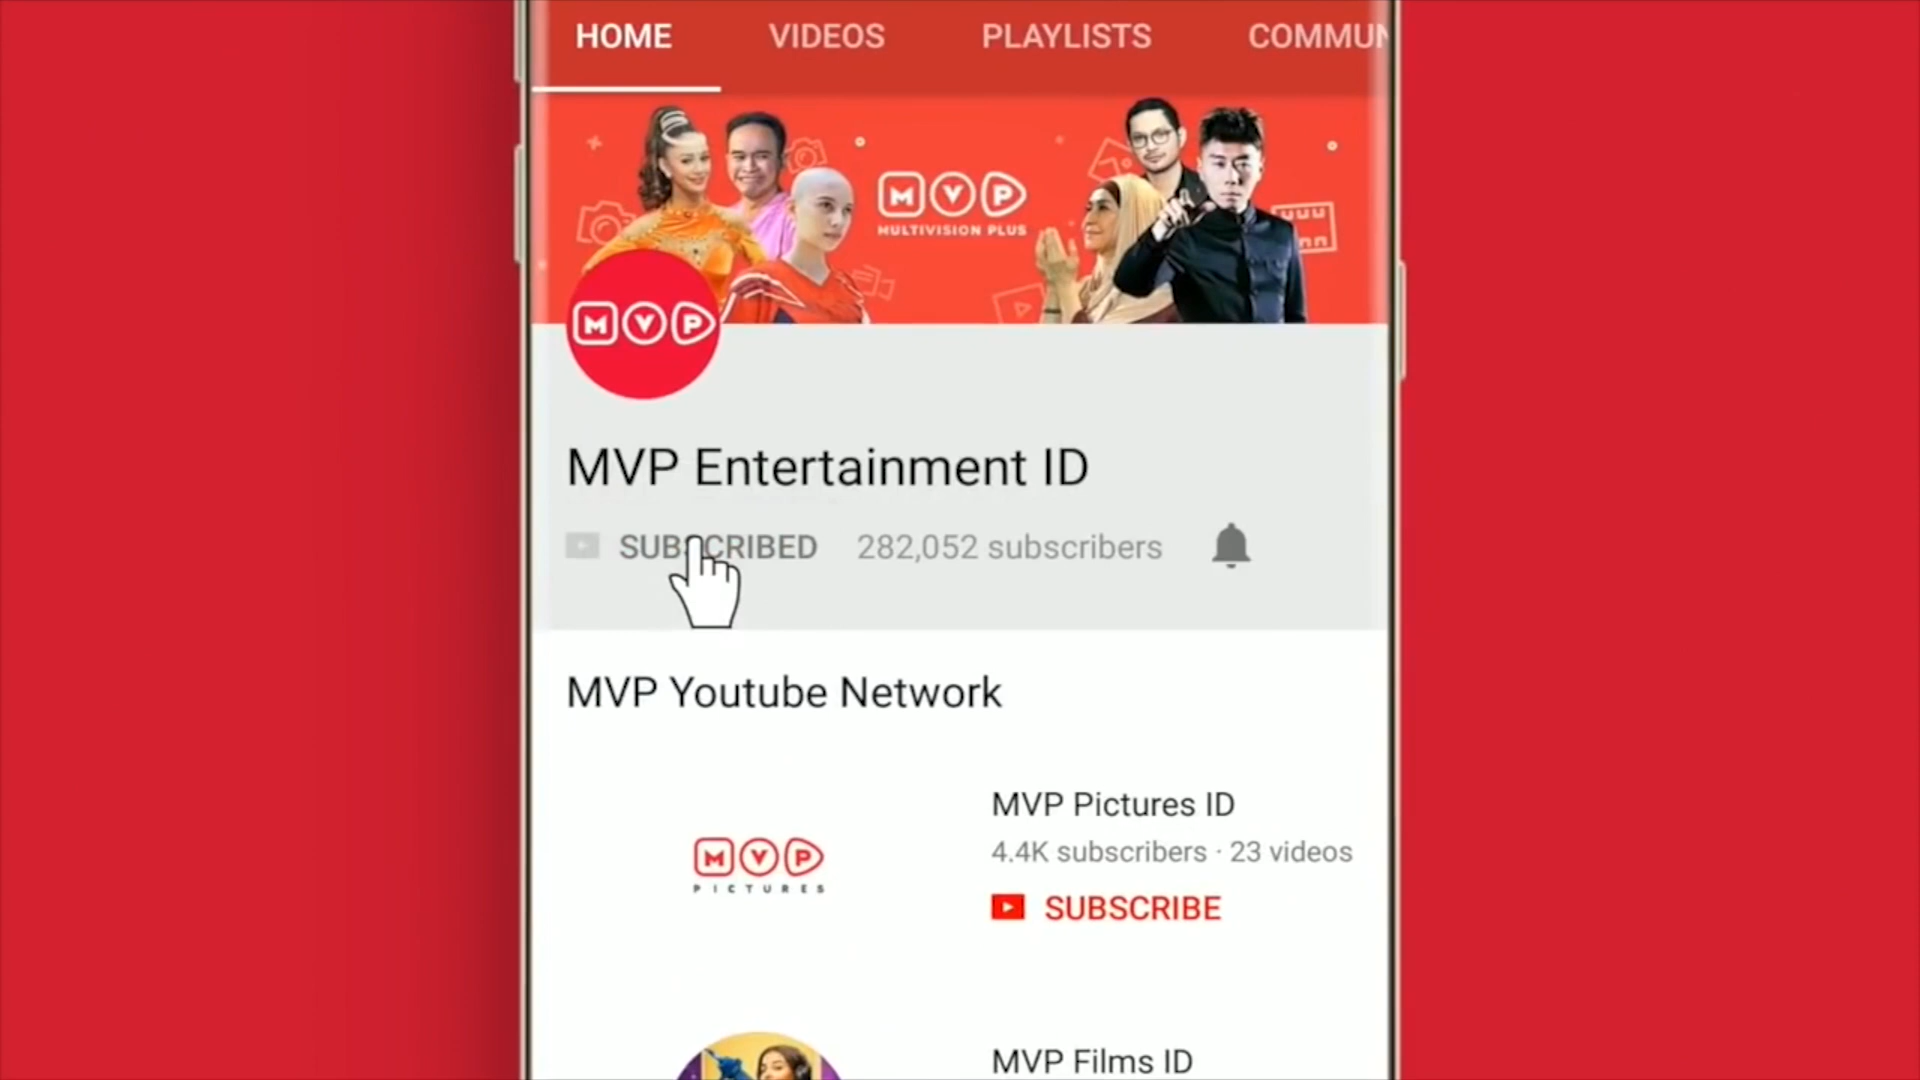 HOME VIDEOS PLAYLISTS COMMUN
MVP
MULTIVISION PLUS
MVP
MVP Entertainment ID
SUBSCRIBED 282,052 subscribers
MVP Youtube Network
MVP Pictures ID
4.4K subscribers · 23 videos
MVP
PICTURES
SUBSCRIBE
MVP Films ID